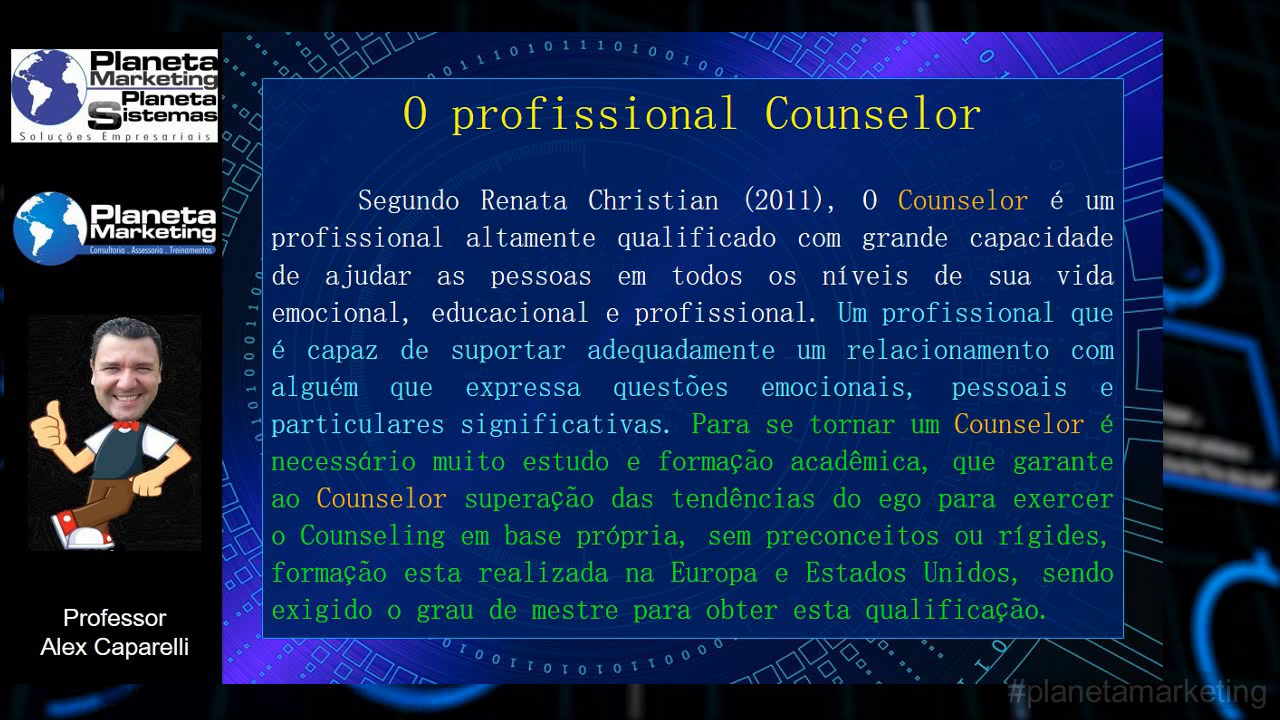 Planeta
Marketing
Planeta
Sistemas
Soluções Empresariais
Planeta
Marketing
Consultoria . Assessoria . Treinamentos
Professor
Alex Caparelli
O profissional Counselor
Segundo Renata Christian (2011), O Counselor é um
profissional altamente qualificado com grande capacidade
de ajudar as pessoas em todos os níveis de sua vida
emocional, educacional e profissional. Um profissional que
é capaz de suportar adequadamente um relacionamento com
alguém que expressa questões emocionais, pessoais e
particulares significativas. Para se tornar um Counselor é
necessário muito estudo e formação acadêmica, que garante
ao Counselor superação das tendências do ego para exercer
o Counseling em base própria, sem preconceitos ou rígides,
formação esta realizada na Europa e Estados Unidos, sendo
exigido o grau de mestre para obter esta qualificação.
#planetamarketing